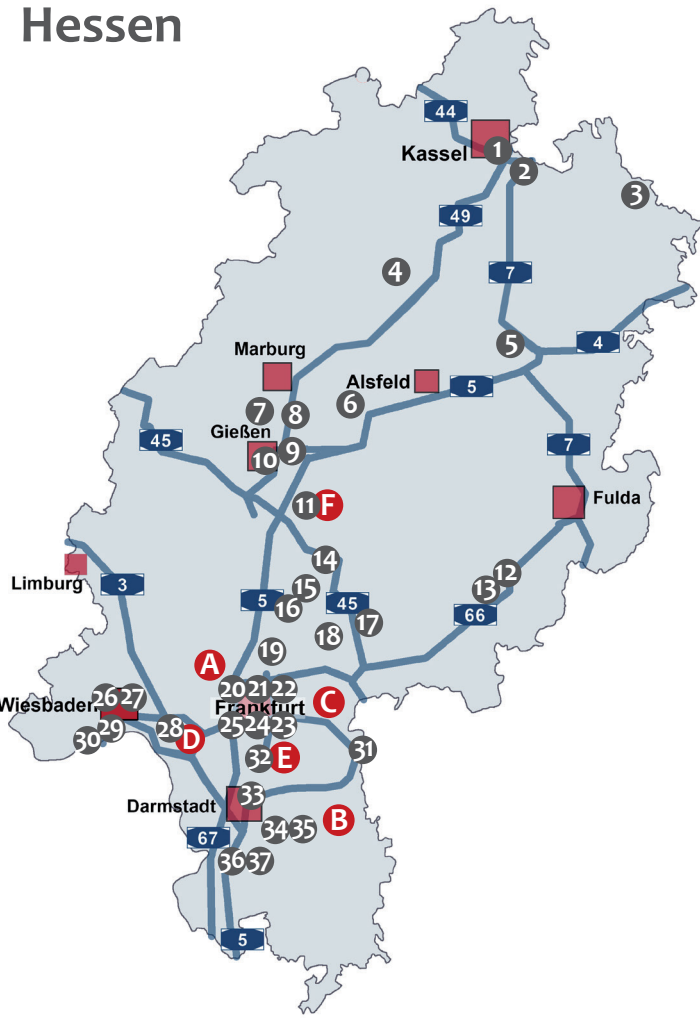 Hessen
44
Kassel
1
2
3
49
4
7
5
4
Marburg
Alsfeld
5
6
7
8
Gießen
45
9
10
7
11 F
Fulda
14
12
13
Limburg
3
15
5
16
45
66
17
18
19
A
20 21 22
Frankfurt
C
26 27
Wiesbaden
28
29
30
D
25 24 23
31
32 E
33
Darmstadt
B
34 35
67
36 37
5